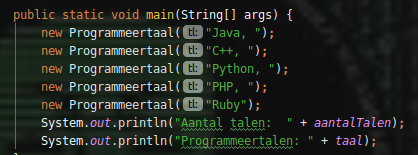 public static void main(String[] args) {
new Programmeertaal( tl: "Java, ");
new Programmeertaal( tl: "C++, ");
new Programmeertaal( tl: "Python, ");
new Programmeertaal( tl: "PHP, ");
new Programmeertaal( tl: "Ruby");
System.out.println("Aantal talen:  " + aantalTalen);
System.out.println("Programmeertalen: " + taal);